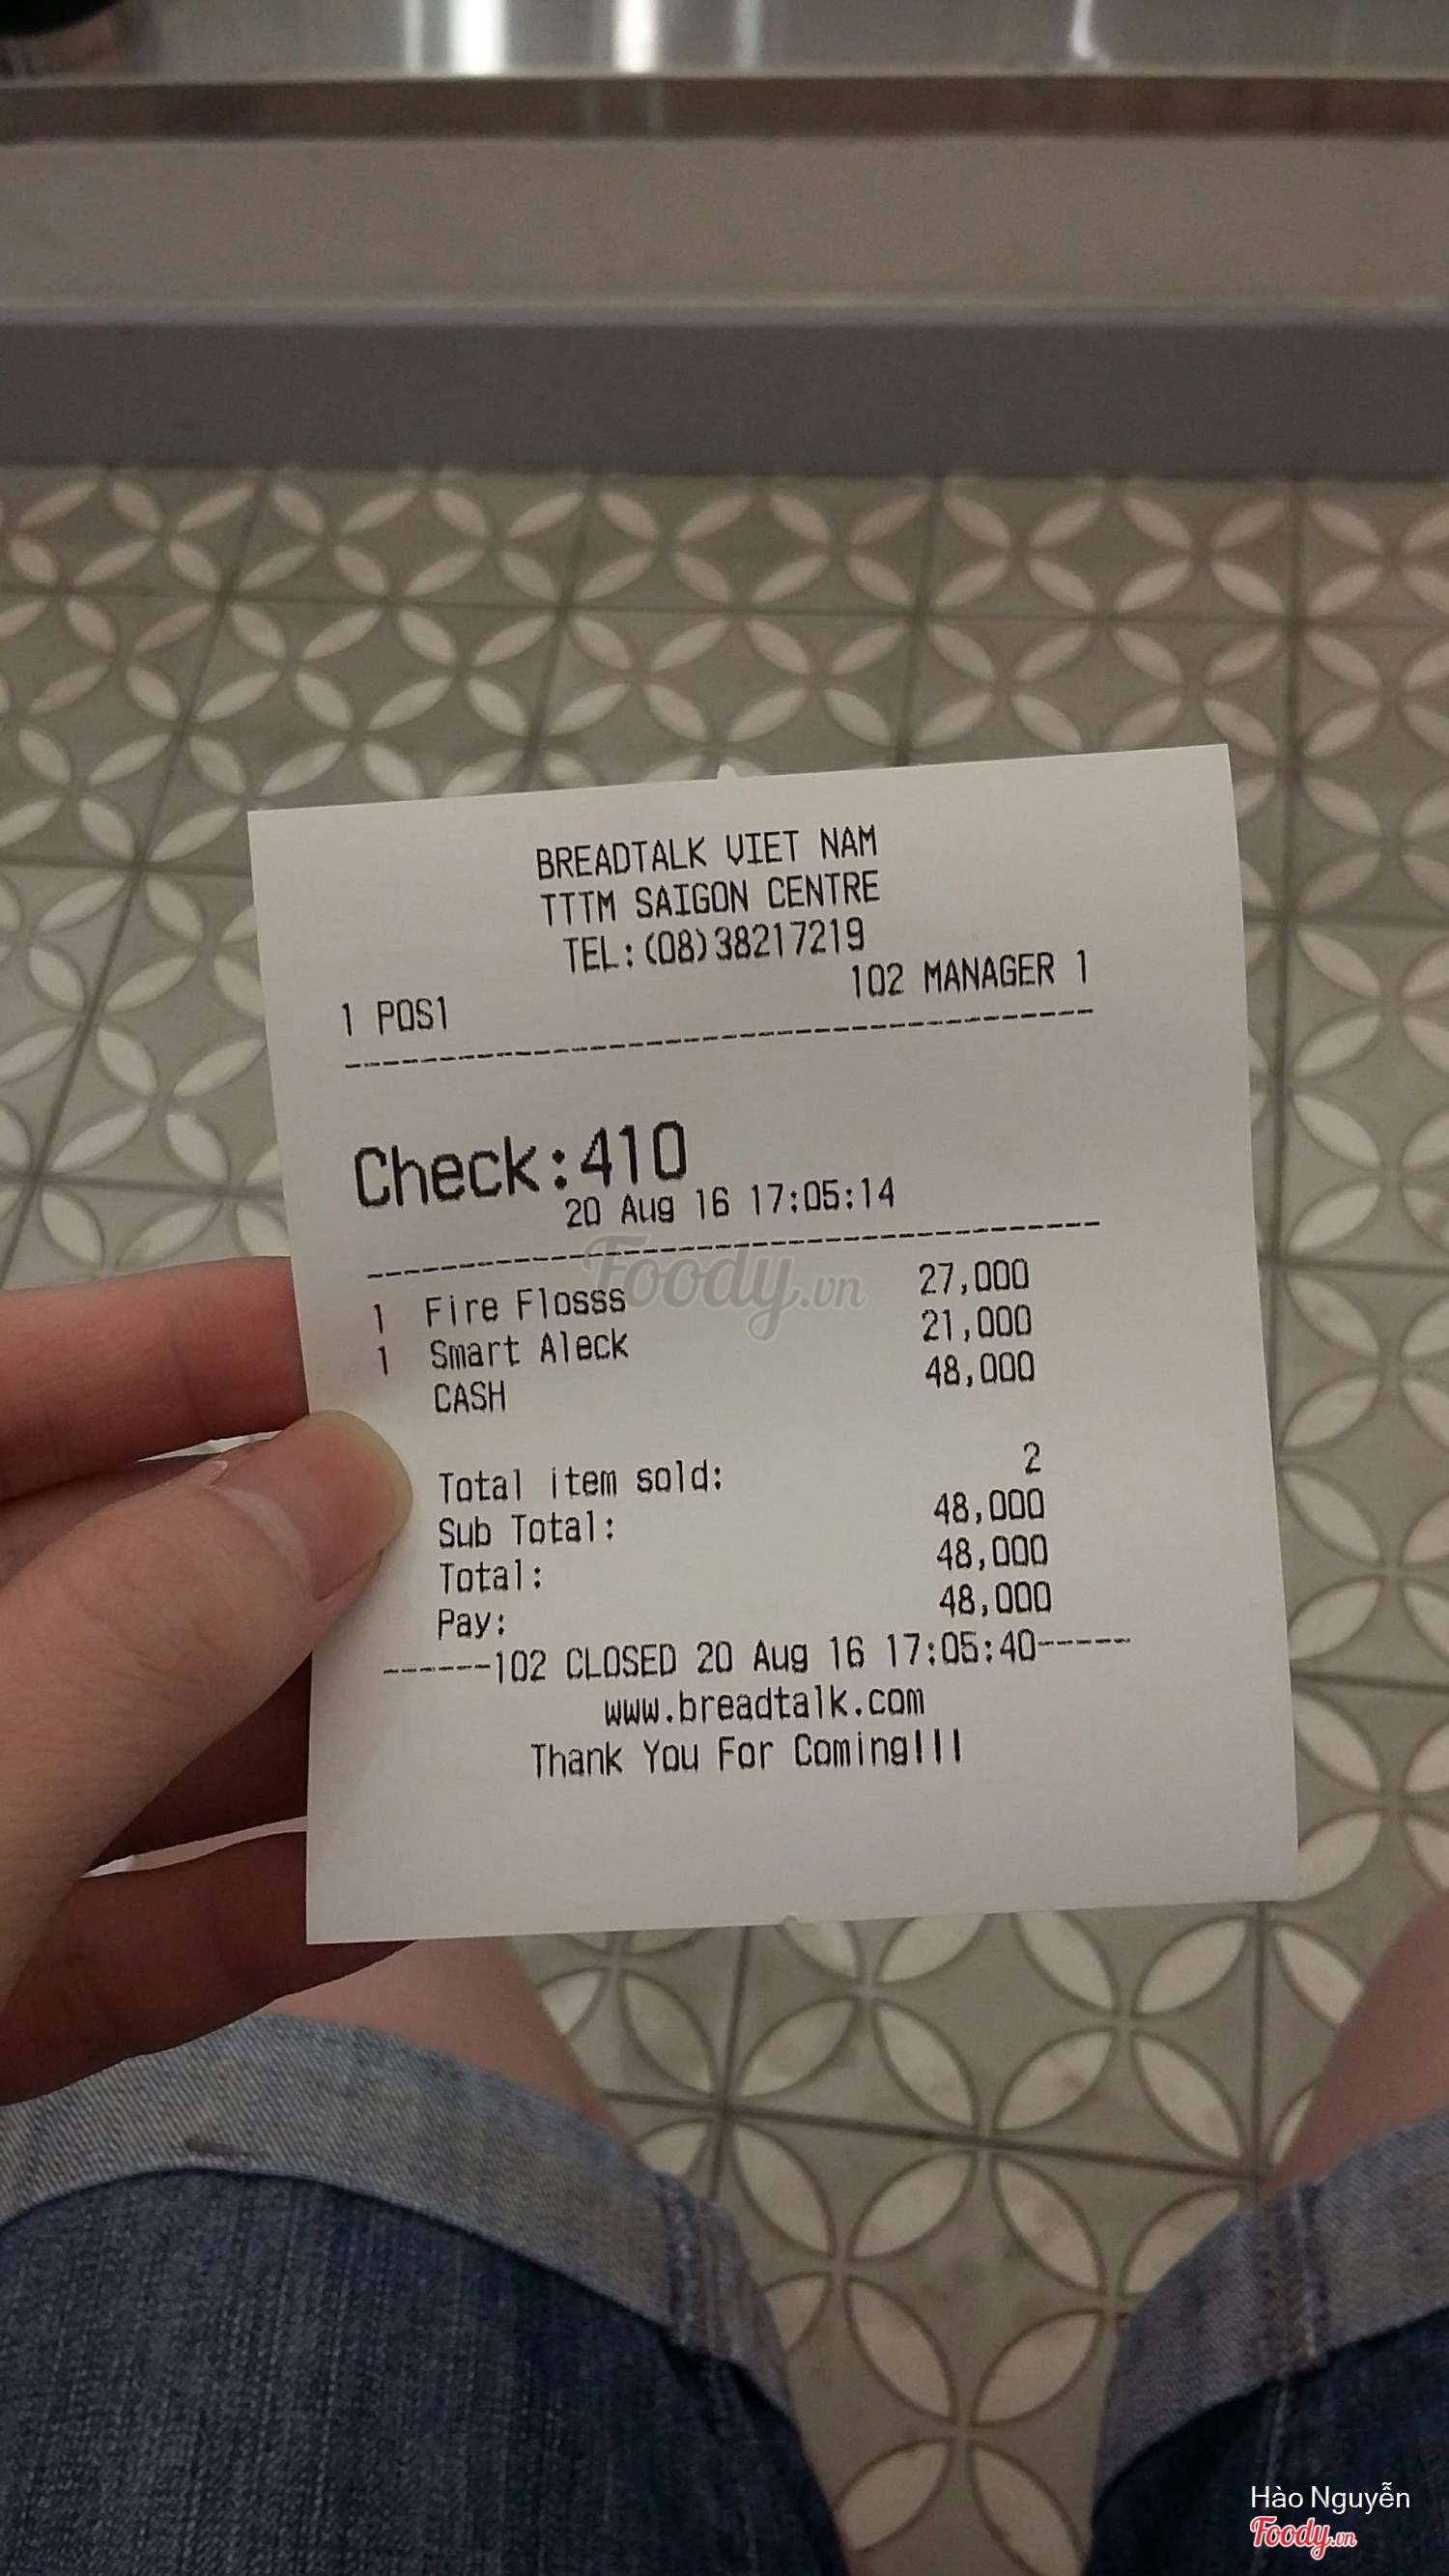 BREADTALK VIET NAM
TTTM SAIGON CENTRE
TEL:(08)38217219
1 POS1 102 MANAGER 1
--------------------------------------
Check:410
20 Aug 16 17:05:14
--------------------------------------
1 Fire Flosss 27,000
1 Smart Aleck 21,000
CASH 48,000
Total item sold: 2
Sub Total: 48,000
Total: 48,000
Pay: 48,000
------102 CLOSED 20 Aug 16 17:05:40-----
www.breadtalk.com
Thank You For Coming!!!
Foody.vn
Hào Nguyễn
Foody.vn